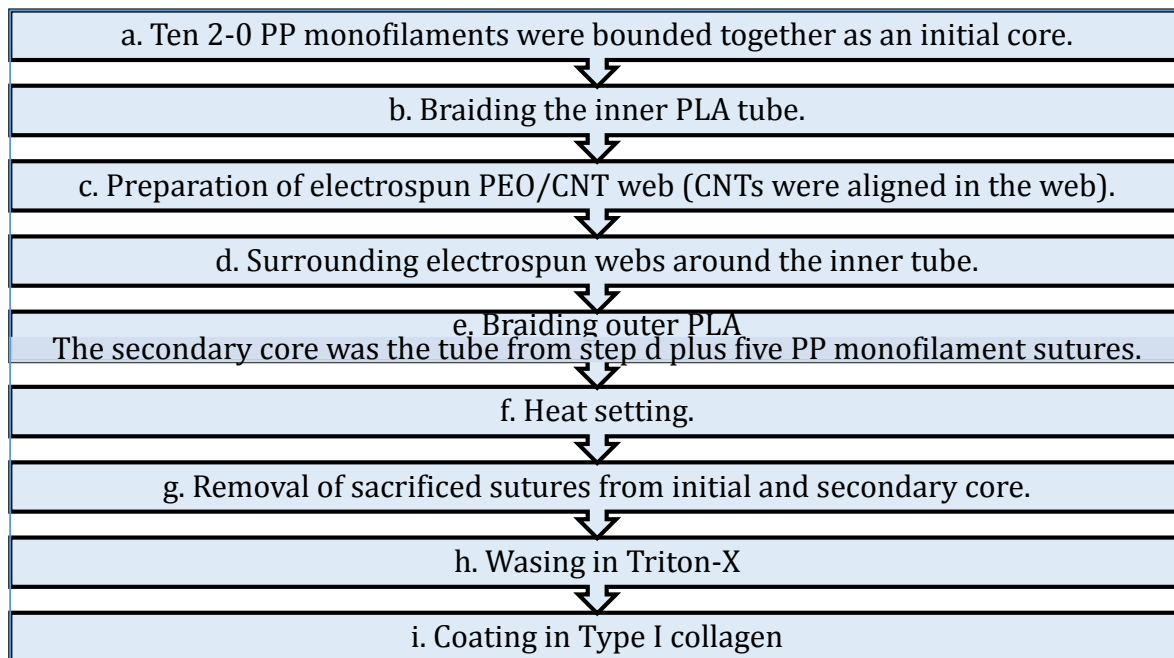 a. Ten 2-0 PP monofilaments were bounded together as an initial core.
b. Braiding the inner PLA tube.
c. Preparation of electrospun PEO/CNT web (CNTs were aligned in the web).
d. Surrounding electrospun webs around the inner tube.
e. Braiding outer PLA
The secondary core was the tube from step d plus five PP monofilament sutures.
f. Heat setting.
g. Removal of sacrificed sutures from initial and secondary core.
h. Wasing in Triton-X
i. Coating in Type I collagen